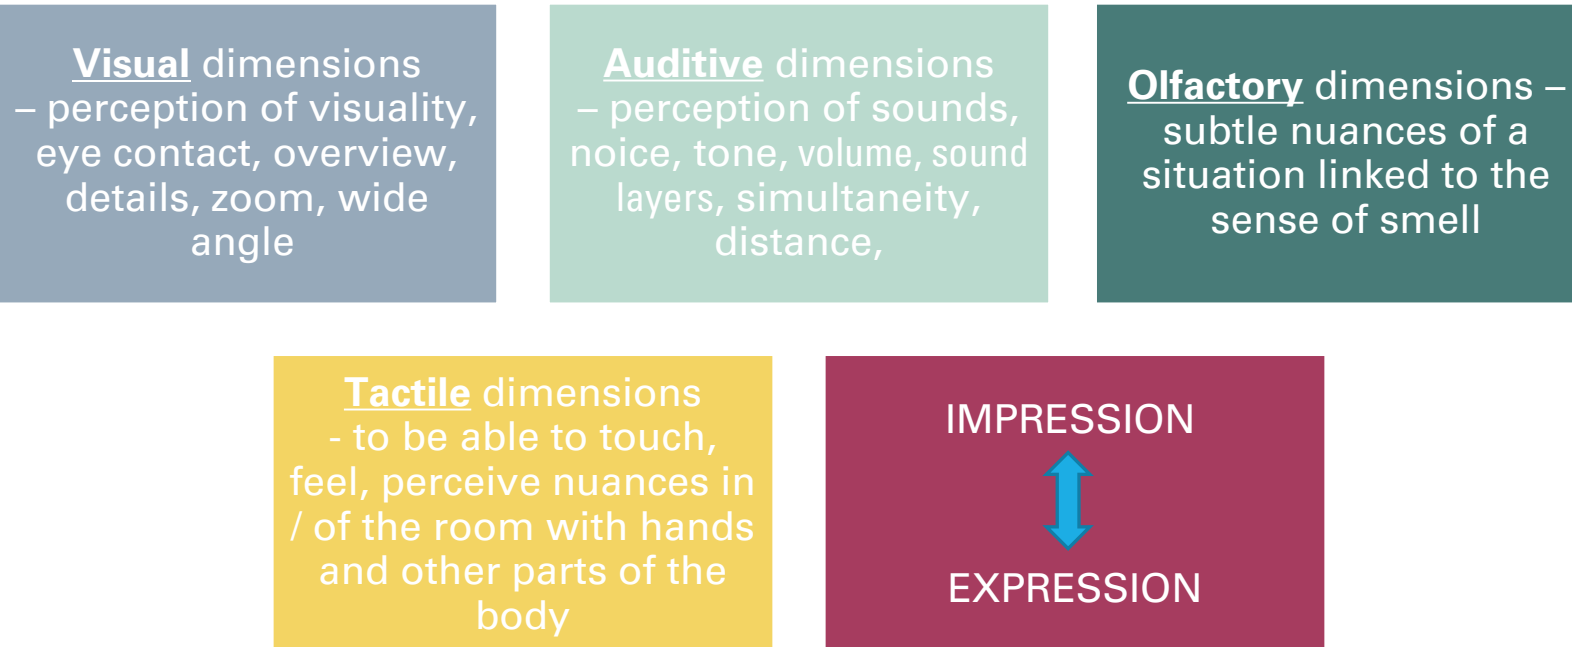 Visual dimensions
– perception of visuality,
eye contact, overview,
details, zoom, wide
angle
Auditive dimensions
– perception of sounds,
noice, tone, volume, sound
layers, simultaneity,
distance,
Olfactory dimensions –
subtle nuances of a
situation linked to the
sense of smell
Tactile dimensions
- to be able to touch,
feel, perceive nuances in
/ of the room with hands
and other parts of the
body
IMPRESSION
EXPRESSION